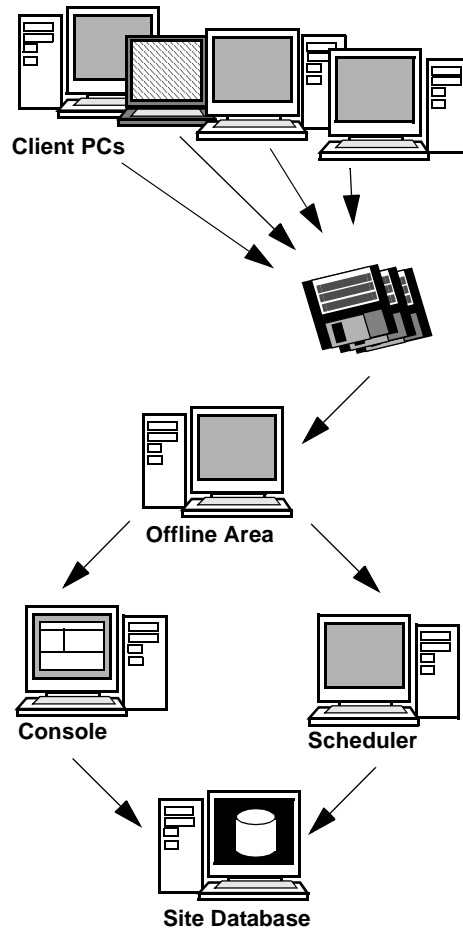 Client PCs
Offline Area
Console
Scheduler
Site Database